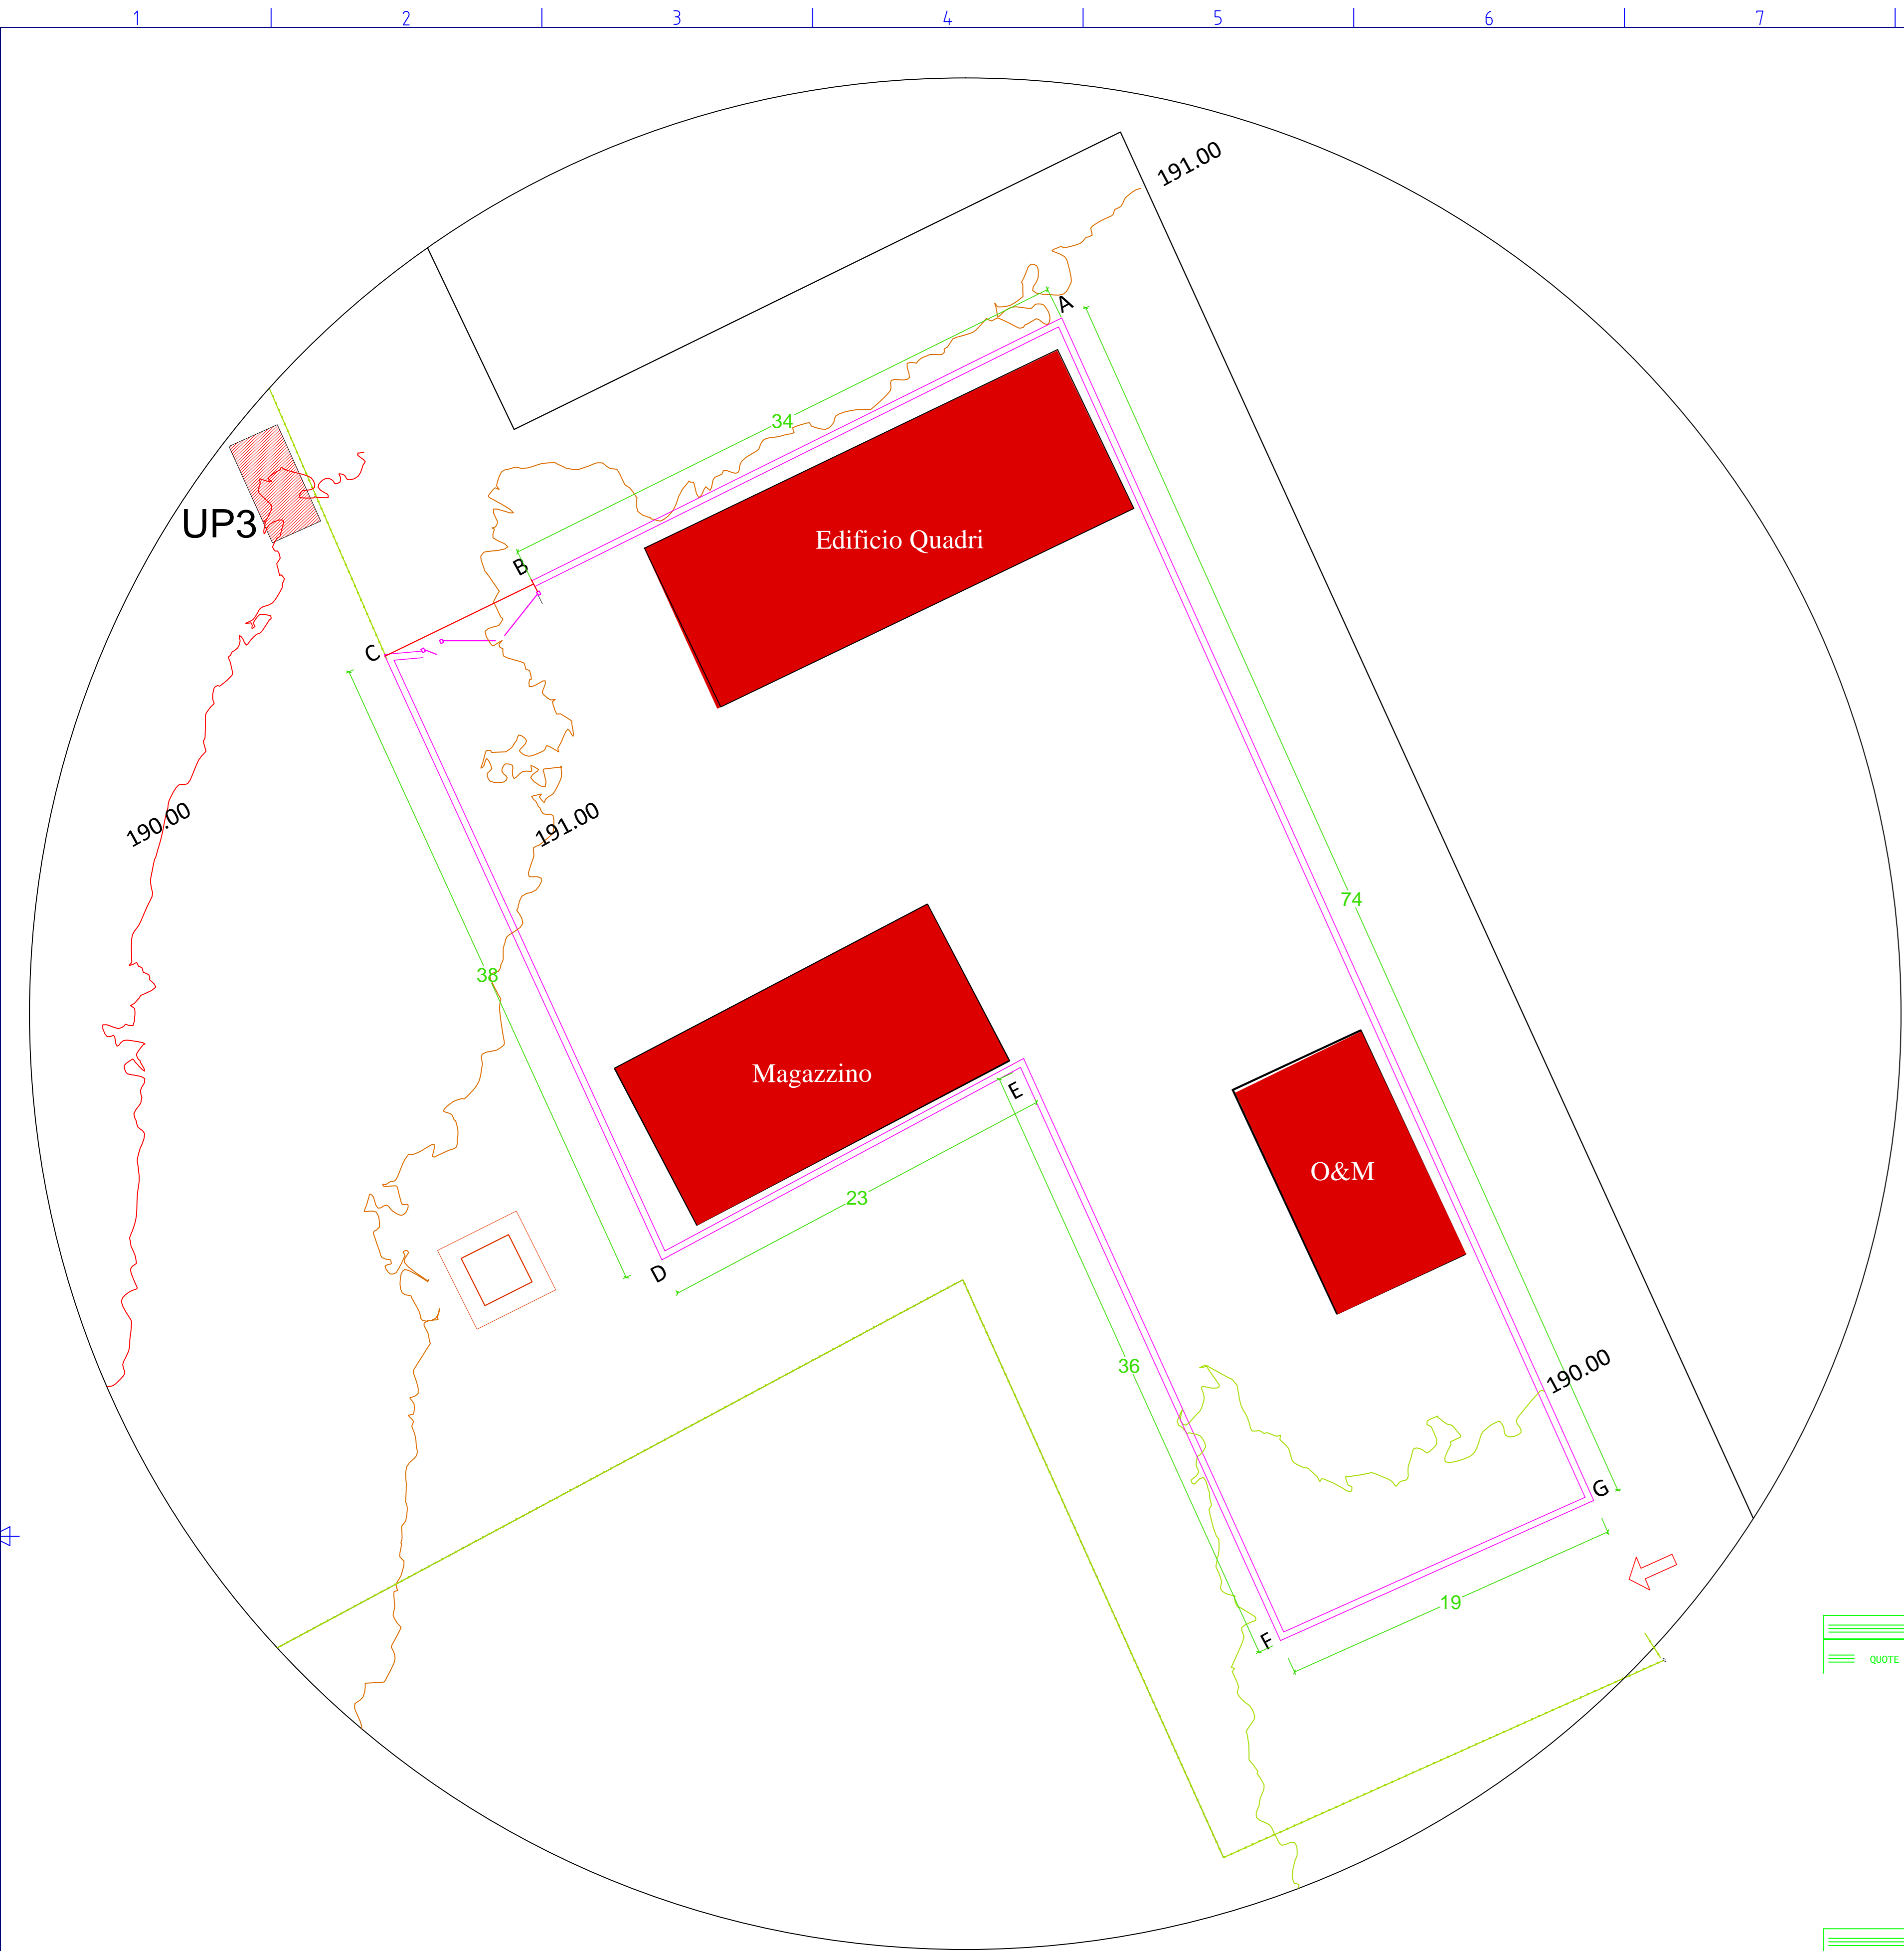 1 2 3 4 5 6 7
191.00
A
34
UP3
Edificio Quadri
B
C
190.00
191.00
74
38
Magazzino
E
O&M
23
D
36
190.00
G
19
F
QUOTE
4